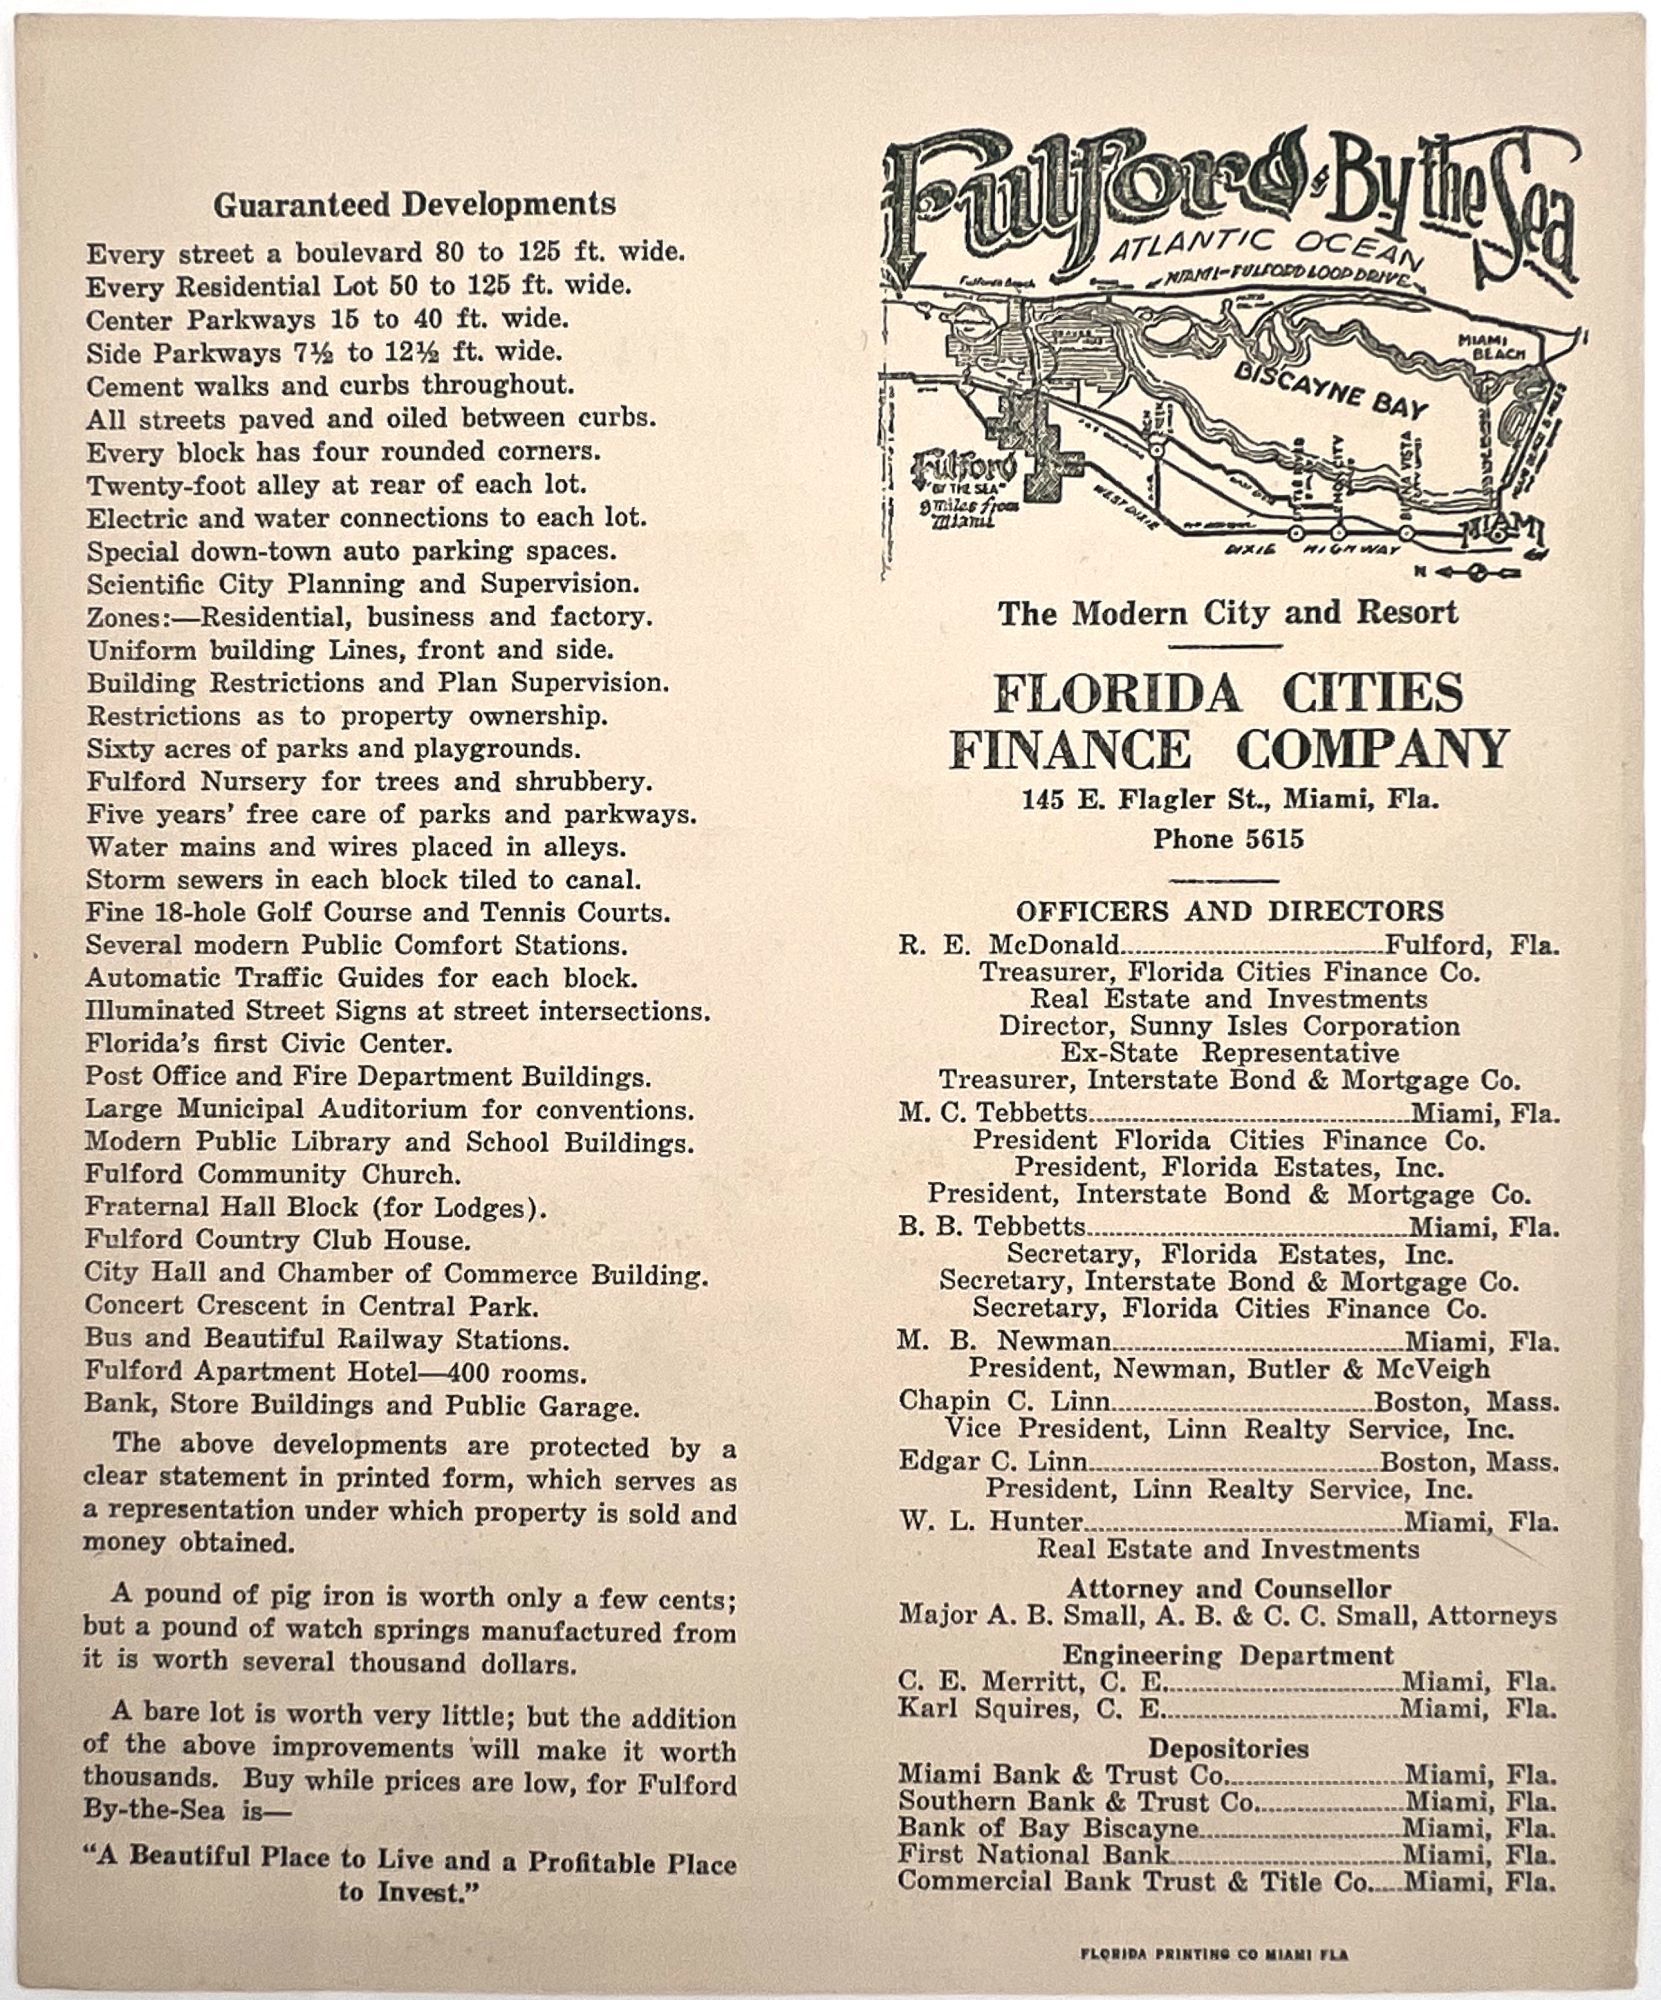 Guaranteed Developments
Every street a boulevard 80 to 125 ft. wide.
Every Residential Lot 50 to 125 ft. wide.
Center Parkways 15 to 40 ft. wide.
Side Parkways 7½ to 12½ ft. wide.
Cement walks and curbs throughout.
All streets paved and oiled between curbs.
Every block has four rounded corners.
Twenty-foot alley at rear of each lot.
Electric and water connections to each lot.
Special down-town auto parking spaces.
Scientific City Planning and Supervision.
Zones:—Residential, business and factory.
Uniform building Lines, front and side.
Building Restrictions and Plan Supervision.
Restrictions as to property ownership.
Sixty acres of parks and playgrounds.
Fulford Nursery for trees and shrubbery.
Five years' free care of parks and parkways.
Water mains and wires placed in alleys.
Storm sewers in each block tiled to canal.
Fine 18-hole Golf Course and Tennis Courts.
Several modern Public Comfort Stations.
Automatic Traffic Guides for each block.
Illuminated Street Signs at street intersections.
Florida's first Civic Center.
Post Office and Fire Department Buildings.
Large Municipal Auditorium for conventions.
Modern Public Library and School Buildings.
Fulford Community Church.
Fraternal Hall Block (for Lodges).
Fulford Country Club House.
City Hall and Chamber of Commerce Building.
Concert Crescent in Central Park.
Bus and Beautiful Railway Stations.
Fulford Apartment Hotel—400 rooms.
Bank, Store Buildings and Public Garage.
The above developments are protected by a
clear statement in printed form, which serves as
a representation under which property is sold and
money obtained.
A pound of pig iron is worth only a few cents;
but a pound of watch springs manufactured from
it is worth several thousand dollars.
A bare lot is worth very little; but the addition
of the above improvements will make it worth
thousands. Buy while prices are low, for Fulford
By-the-Sea is—
"A Beautiful Place to Live and a Profitable Place
to Invest."
Fulford By the Sea
ATLANTIC OCEAN
MIAMI-FULFORD LOOP DRIVE
Fulford Beach
MIAMI
BEACH
BISCAYNE BAY
Fulford
"BY THE SEA"
9 miles from
Miami
WEST DIXIE
LITTLE RIVER
LEMON CITY
BUENA VISTA
MIAMI
DIXIE HIGHWAY
N
The Modern City and Resort
FLORIDA CITIES
FINANCE COMPANY
145 E. Flagler St., Miami, Fla.
Phone 5615
OFFICERS AND DIRECTORS
R. E. McDonald.....Fulford, Fla.
Treasurer, Florida Cities Finance Co.
Real Estate and Investments
Director, Sunny Isles Corporation
Ex-State Representative
Treasurer, Interstate Bond & Mortgage Co.
M. C. Tebbetts.....Miami, Fla.
President Florida Cities Finance Co.
President, Florida Estates, Inc.
President, Interstate Bond & Mortgage Co.
B. B. Tebbetts.....Miami, Fla.
Secretary, Florida Estates, Inc.
Secretary, Interstate Bond & Mortgage Co.
Secretary, Florida Cities Finance Co.
M. B. Newman.....Miami, Fla.
President, Newman, Butler & McVeigh
Chapin C. Linn.....Boston, Mass.
Vice President, Linn Realty Service, Inc.
Edgar C. Linn.....Boston, Mass.
President, Linn Realty Service, Inc.
W. L. Hunter.....Miami, Fla.
Real Estate and Investments
Attorney and Counsellor
Major A. B. Small, A. B. & C. C. Small, Attorneys
Engineering Department
C. E. Merritt, C. E.....Miami, Fla.
Karl Squires, C. E.....Miami, Fla.
Depositories
Miami Bank & Trust Co.....Miami, Fla.
Southern Bank & Trust Co.....Miami, Fla.
Bank of Bay Biscayne.....Miami, Fla.
First National Bank.....Miami, Fla.
Commercial Bank Trust & Title Co.....Miami, Fla.
FLORIDA PRINTING CO MIAMI FLA